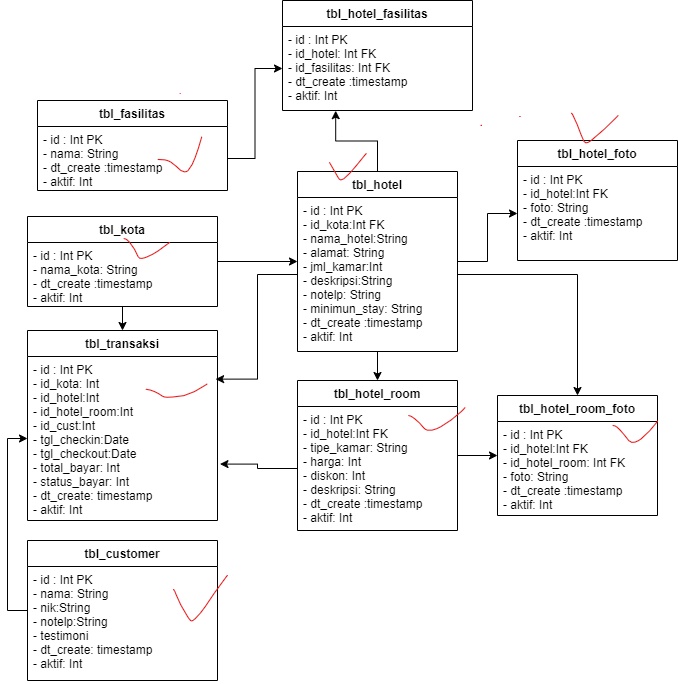 tbl_hotel_fasilitas
- id : Int PK
- id_hotel: Int FK
- id_fasilitas: Int FK
- dt_create :timestamp
- aktif: Int
tbl_fasilitas
- id : Int PK
- nama: String
- dt_create :timestamp
- aktif: Int
tbl_hotel_foto
- id : Int PK
- id_hotel:Int FK
- foto: String
- dt_create :timestamp
- aktif: Int
tbl_hotel
- id : Int PK
- id_kota:Int FK
- nama_hotel:String
- alamat: String
- jml_kamar:Int
- deskripsi:String
- notelp: String
- minimun_stay: String
- dt_create :timestamp
- aktif: Int
tbl_kota
- id : Int PK
- nama_kota: String
- dt_create :timestamp
- aktif: Int
tbl_transaksi
- id : Int PK
- id_kota: Int
- id_hotel:Int
- id_hotel_room:Int
- id_cust:Int
- tgl_checkin:Date
- tgl_checkout:Date
- total_bayar: Int
- status_bayar: Int
- dt_create: timestamp
- aktif: Int
tbl_hotel_room
- id : Int PK
- id_hotel:Int FK
- tipe_kamar: String
- harga: Int
- diskon: Int
- deskripsi: String
- dt_create :timestamp
- aktif: Int
tbl_hotel_room_foto
- id : Int PK
- id_hotel:Int FK
- id_hotel_room: Int FK
- foto: String
- dt_create :timestamp
- aktif: Int
tbl_customer
- id : Int PK
- nama: String
- nik:String
- notelp:String
- testimoni
- dt_create: timestamp
- aktif: Int